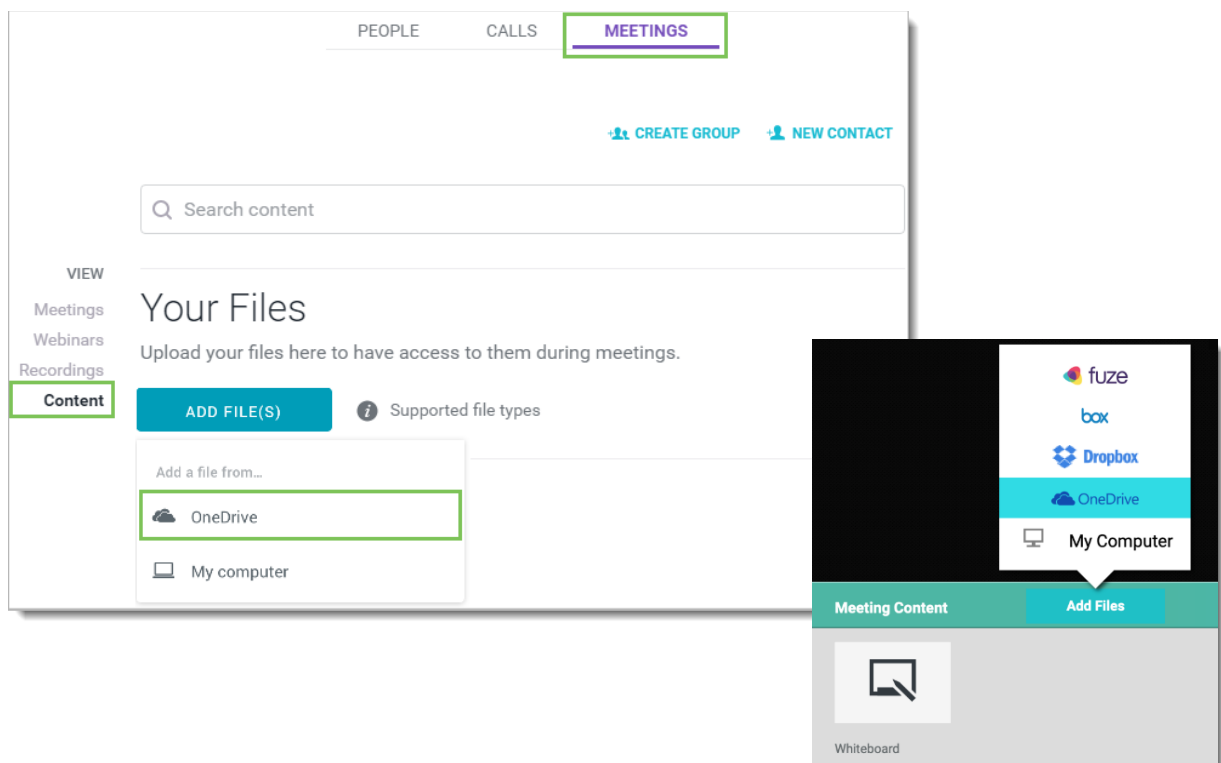 PEOPLE CALLS MEETINGS
CREATE GROUP NEW CONTACT
Search content
VIEW
Meetings
Webinars
Recordings
Content
Your Files
Upload your files here to have access to them during meetings.
ADD FILE(S) i Supported file types
Add a file from...
OneDrive
My computer
fuze
box
Dropbox
OneDrive
My Computer
Meeting Content Add Files
Whiteboard